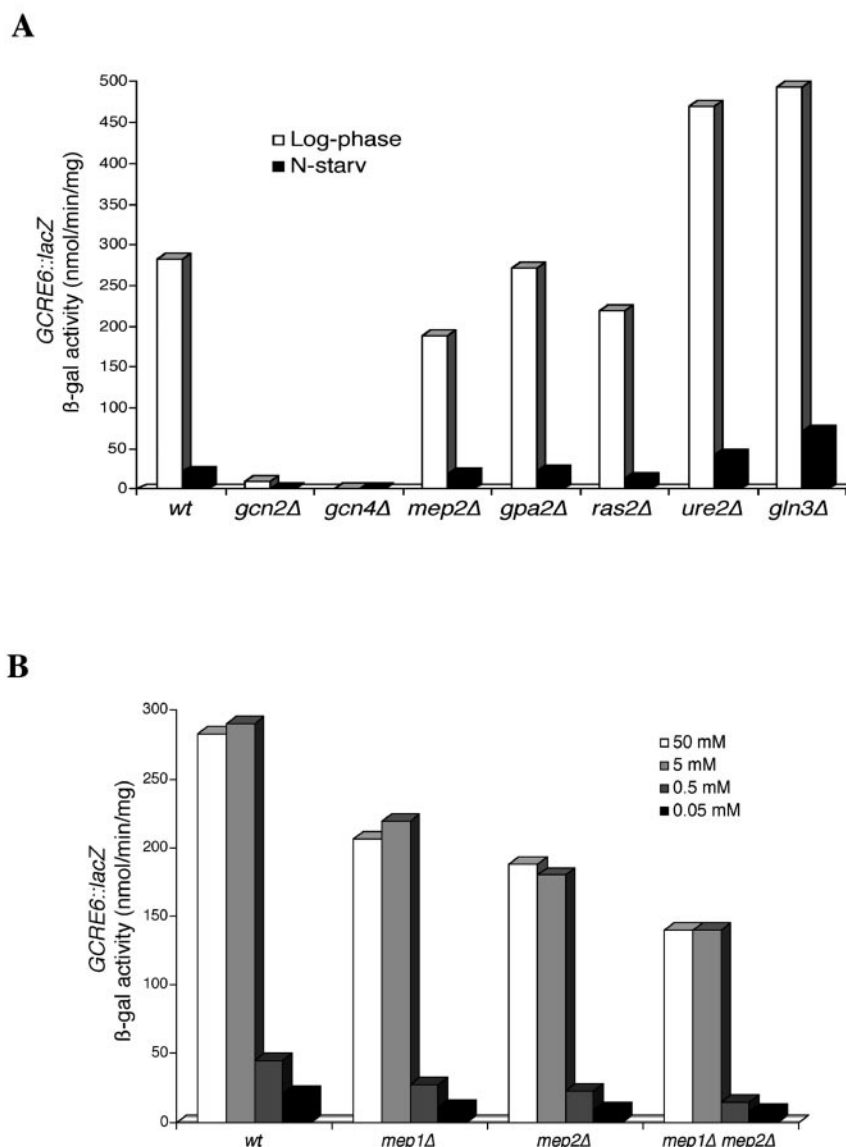 A
500
450
400
350
300
250
200
150
100
50
0
GCRE6::lacZ
ß-gal activity (nmol/min/mg)
Log-phase
N-starv
wt gcn2Δ gcn4Δ mep2Δ gpa2Δ ras2Δ ure2Δ gln3Δ
B
300
250
200
150
100
50
0
GCRE6::lacZ
ß-gal activity (nmol/min/mg)
50 mM
5 mM
0.5 mM
0.05 mM
wt mep1Δ mep2Δ mep1Δ mep2Δ